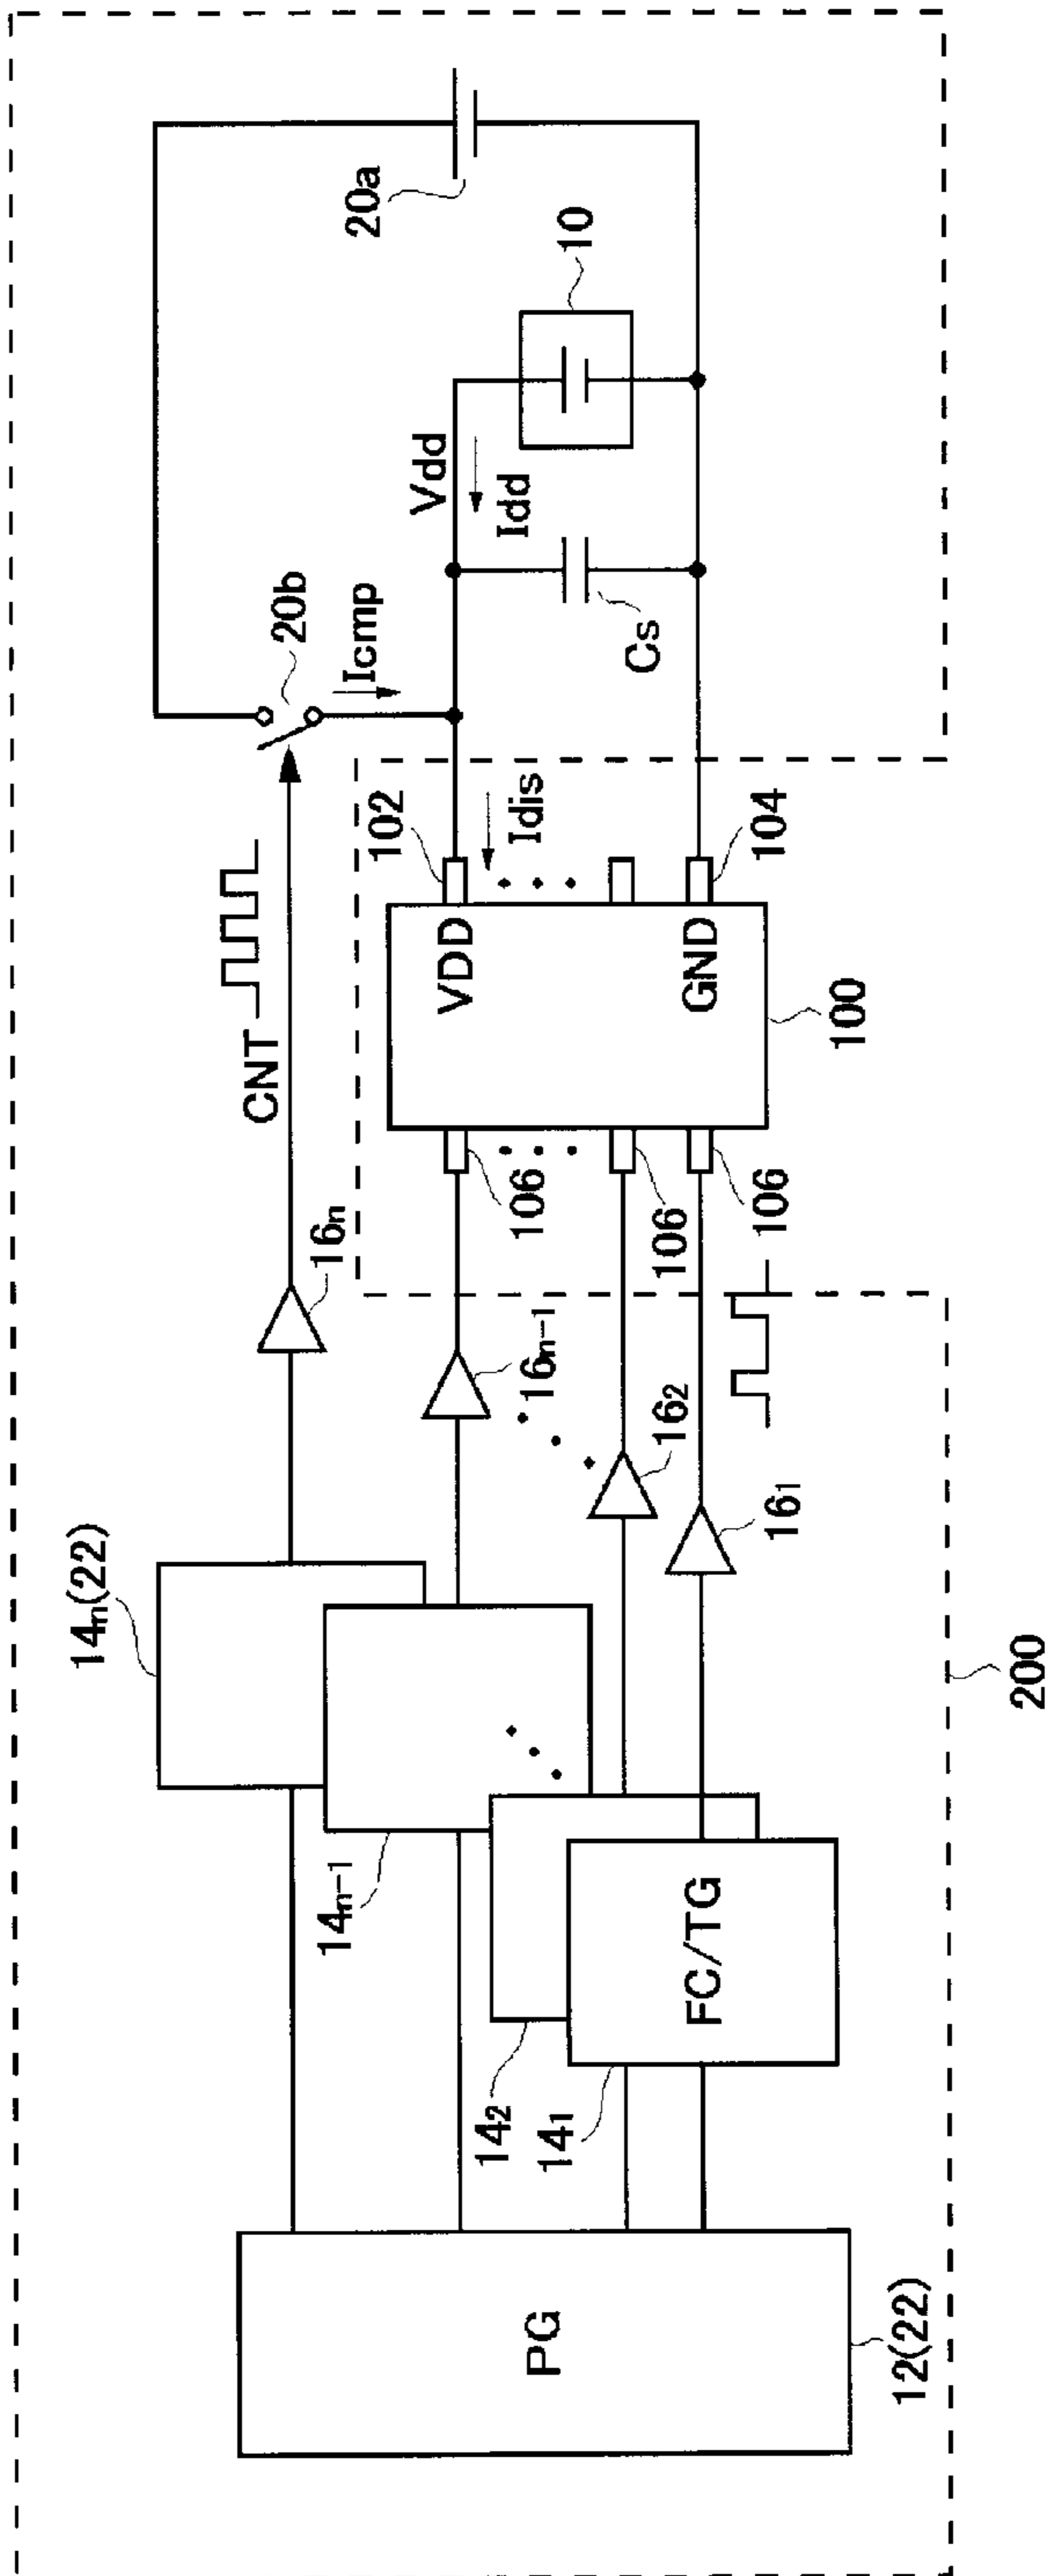 14n(22)
16n
CNT
20b
Icmp
20a
14n-1
16n-1
106
VDD
102
Idis
Vdd
Idd
10
142
162
106
Cs
141
FC/TG
161
106
GND
104
100
PG
12(22)
200